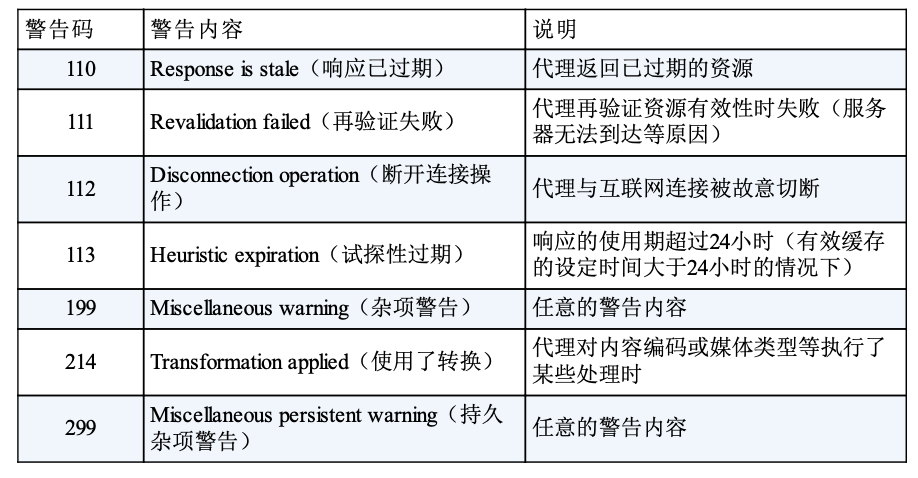 警告码 警告内容 说明
110 Response is stale（响应已过期） 代理返回已过期的资源
111 Revalidation failed（再验证失败） 代理再验证资源有效性时失败（服务
器无法到达等原因）
112 Disconnection operation（断开连接操
作） 代理与互联网连接被故意切断
113 Heuristic expiration（试探性过期） 响应的使用期超过24小时（有效缓存
的设定时间大于24小时的情况下）
199 Miscellaneous warning（杂项警告） 任意的警告内容
214 Transformation applied（使用了转换） 代理对内容编码或媒体类型等执行了
某些处理时
299 Miscellaneous persistent warning（持久
杂项警告） 任意的警告内容